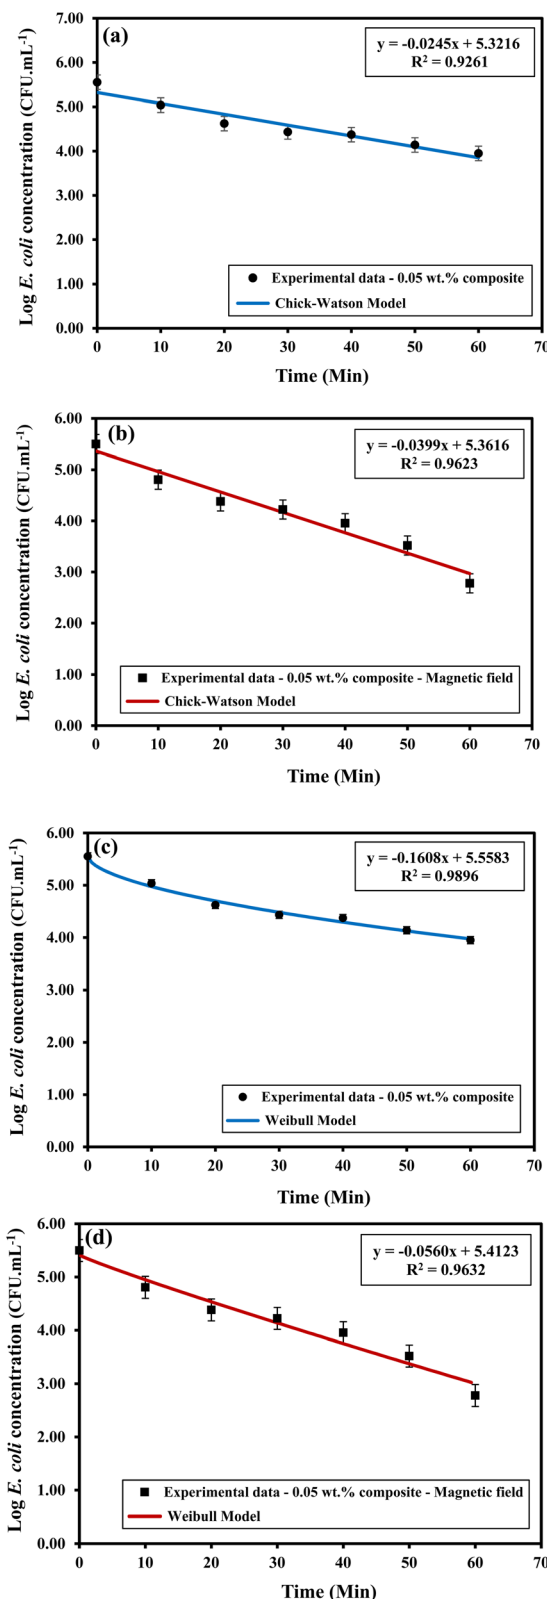 (a)
y = -0.0245x + 5.3216
R² = 0.9261
7.00
6.00
5.00
4.00
3.00
2.00
1.00
0.00
Log E. coli concentration (CFU.mL⁻¹)
Experimental data - 0.05 wt.% composite
Chick-Watson Model
0 10 20 30 40 50 60 70
Time (Min)
(b)
y = -0.0399x + 5.3616
R² = 0.9623
6.00
5.00
4.00
3.00
2.00
1.00
0.00
Log E. coli concentration (CFU.mL⁻¹)
Experimental data - 0.05 wt.% composite - Magnetic field
Chick-Watson Model
0 10 20 30 40 50 60 70
Time (Min)
(c)
y = -0.1608x + 5.5583
R² = 0.9896
6.00
5.00
4.00
3.00
2.00
1.00
0.00
Log E. coli concentration (CFU.mL⁻¹)
Experimental data - 0.05 wt.% composite
Weibull Model
0 10 20 30 40 50 60 70
Time (Min)
(d)
y = -0.0560x + 5.4123
R² = 0.9632
6.00
5.00
4.00
3.00
2.00
1.00
0.00
Log E. coli concentration (CFU.mL⁻¹)
Experimental data - 0.05 wt.% composite - Magnetic field
Weibull Model
0 10 20 30 40 50 60 70
Time (Min)